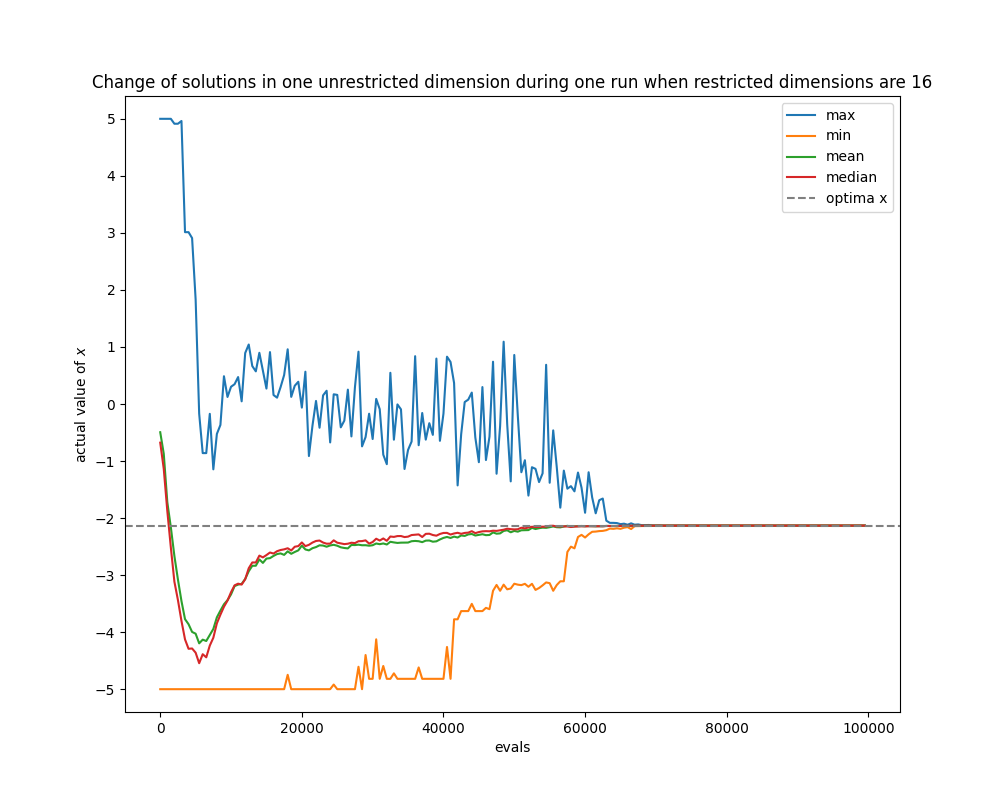 Change of solutions in one unrestricted dimension during one run when restricted dimensions are 16
max
min
mean
median
optima x
5
4
3
2
1
0
−1
−2
−3
−4
−5
actual value of x
0
20000
40000
60000
80000
100000
evals